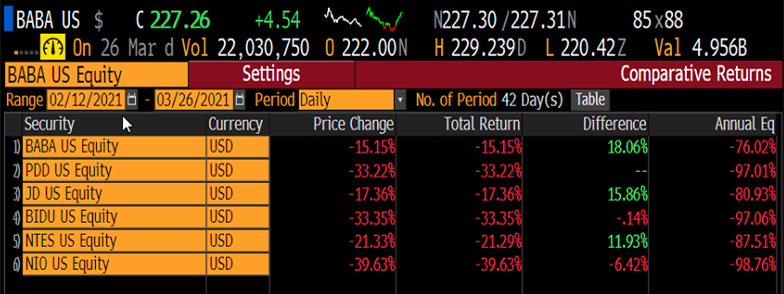 BABA US $ C 227.26 +4.54 N227.30 /227.31N 85x88
On 26 Mar d Vol 22,030,750 O 222.00N H 229.239D L 220.42Z Val 4.956B
BABA US Equity Settings Comparative Returns
Range 02/12/2021 - 03/26/2021 Period Daily No. of Period 42 Day(s) Table
Security Currency Price Change Total Return Difference Annual Eq
1) BABA US Equity USD -15.15% -15.15% 18.06% -76.02%
2) PDD US Equity USD -33.22% -33.22% -- -97.01%
3) JD US Equity USD -17.36% -17.36% 15.86% -80.93%
4) BIDU US Equity USD -33.35% -33.35% -.14% -97.06%
5) NTES US Equity USD -21.33% -21.29% 11.93% -87.51%
6) NIO US Equity USD -39.63% -39.63% -6.42% -98.76%